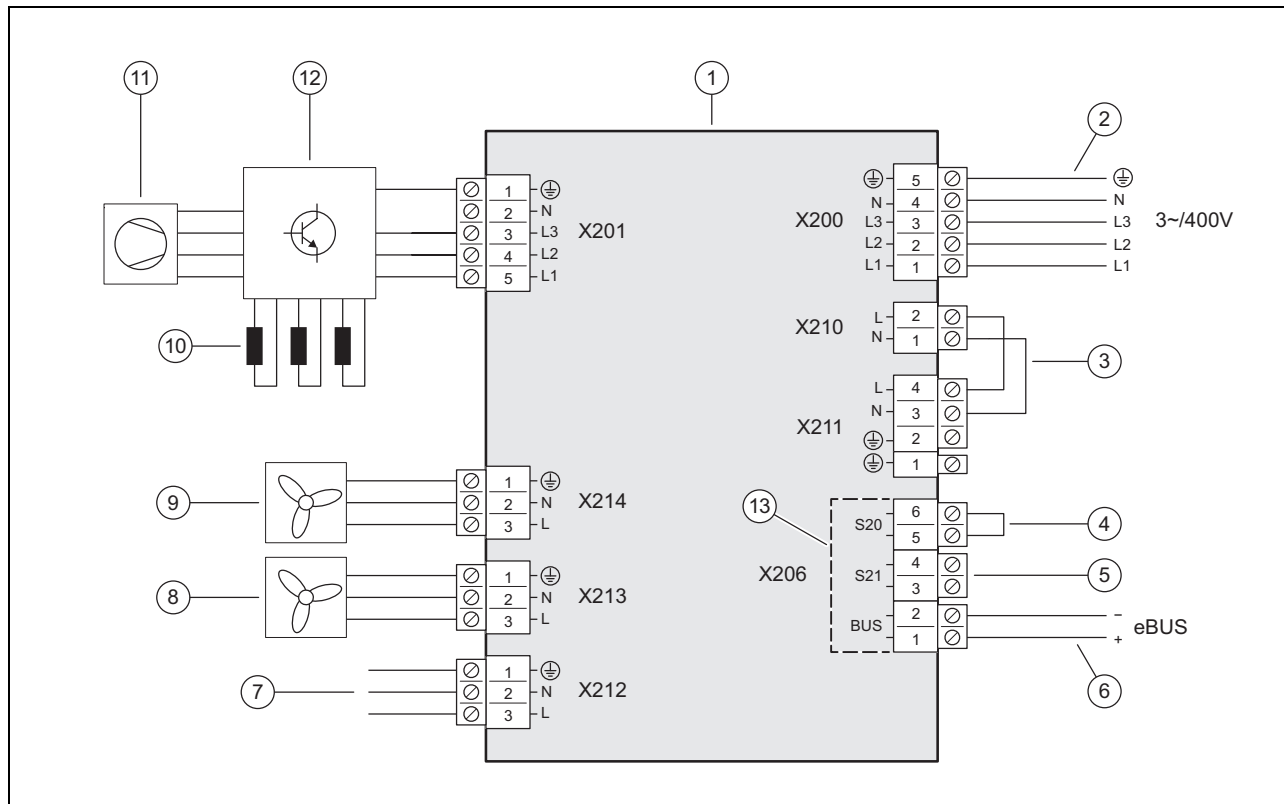 11
12
1
2
1
2 N
3 L3
4 L2
5 L1
X201
X200
5
N 4
L3 3
L2 2
L1 1
N
L3
L2
L1
3~/400V
10
X210
L 2
N 1
3
X211
L 4
N 3
2
1
9
1
2 N
3 L
X214
8
1
2 N
3 L
X213
7
1
2 N
3 L
X212
13
X206
S20
6
5
4
S21
4
3
5
BUS
2
1
–
+
eBUS
6